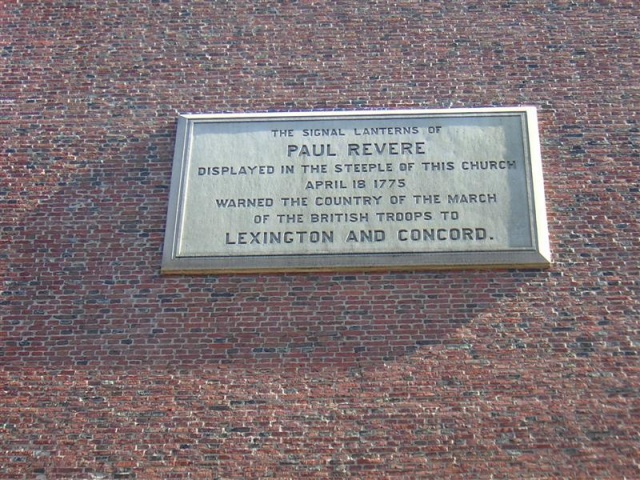 THE SIGNAL LANTERNS OF
PAUL REVERE
DISPLAYED IN THE STEEPLE OF THIS CHURCH
APRIL 18 1775
WARNED THE COUNTRY OF THE MARCH
OF THE BRITISH TROOPS TO
LEXINGTON AND CONCORD.